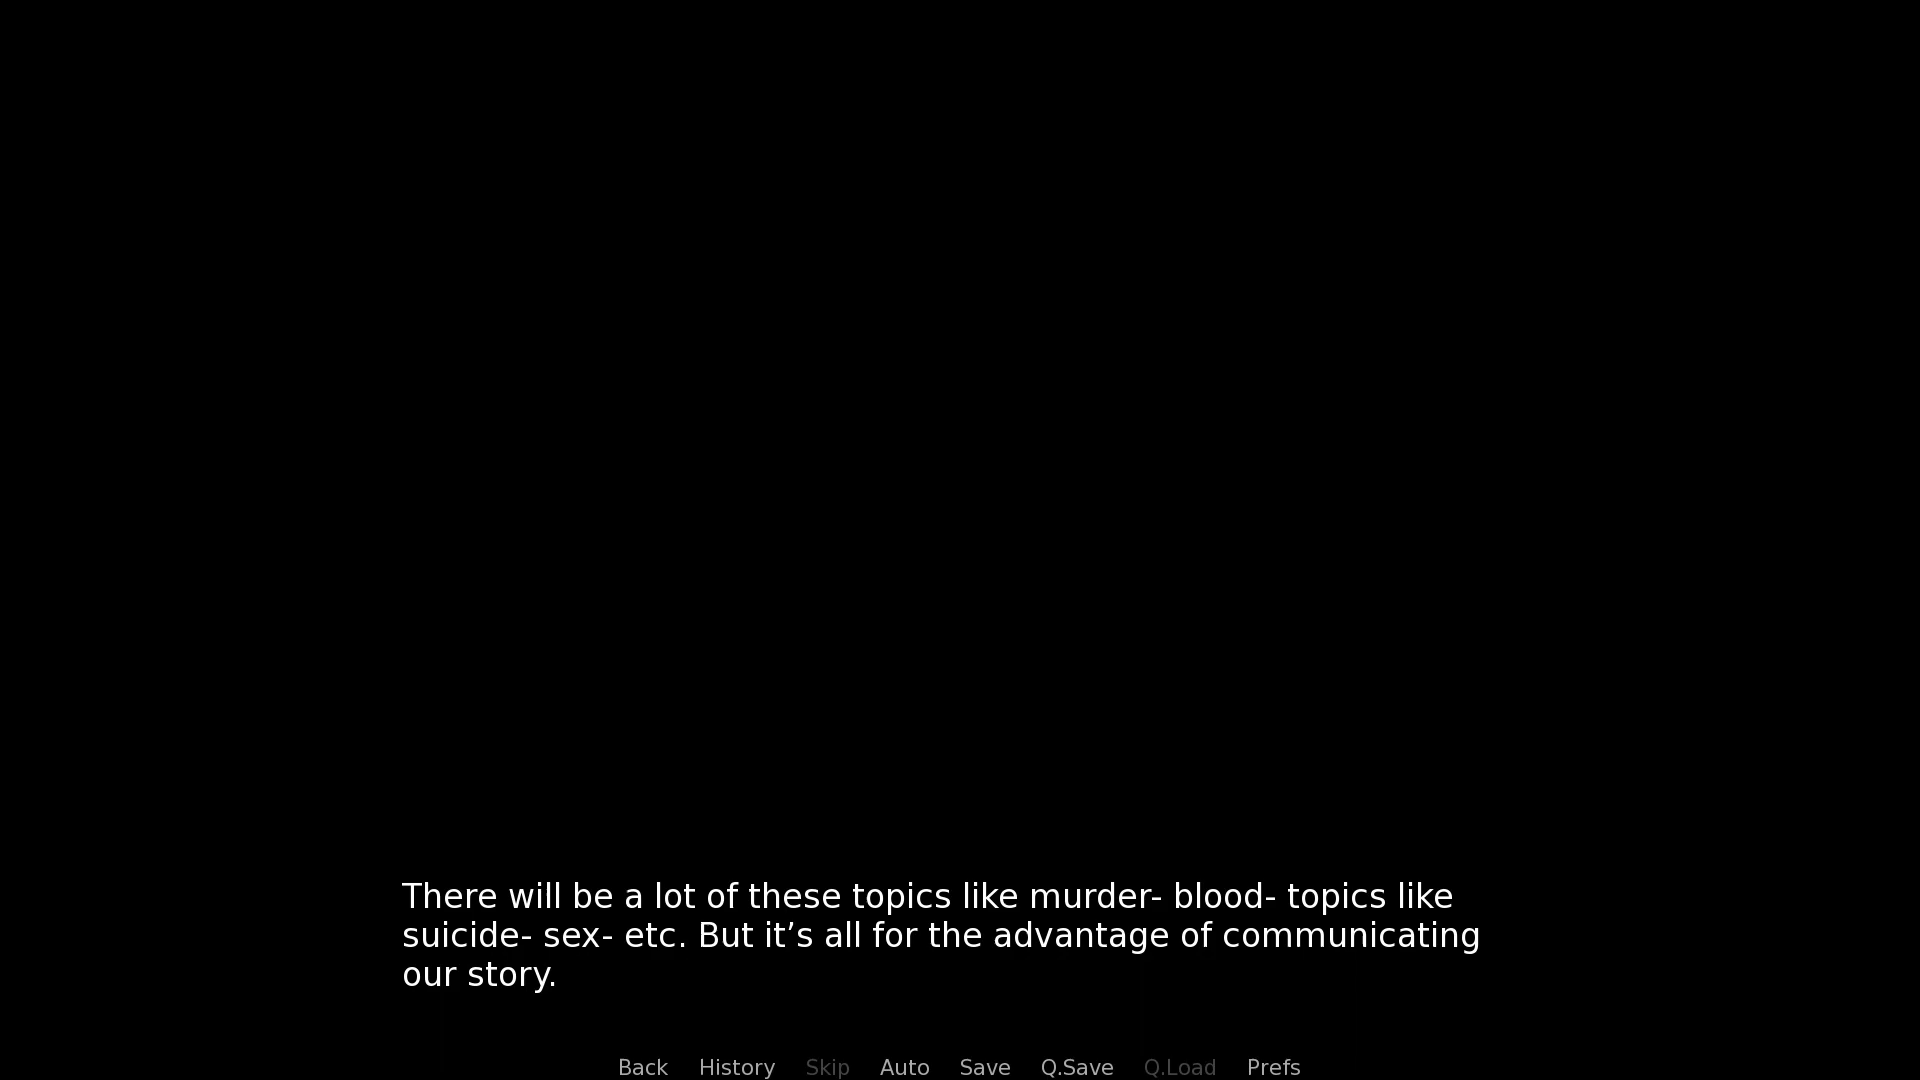 There will be a lot of these topics like murder- blood- topics like
suicide- sex- etc. But it’s all for the advantage of communicating
our story.
Back History Skip Auto Save Q.Save Q.Load Prefs